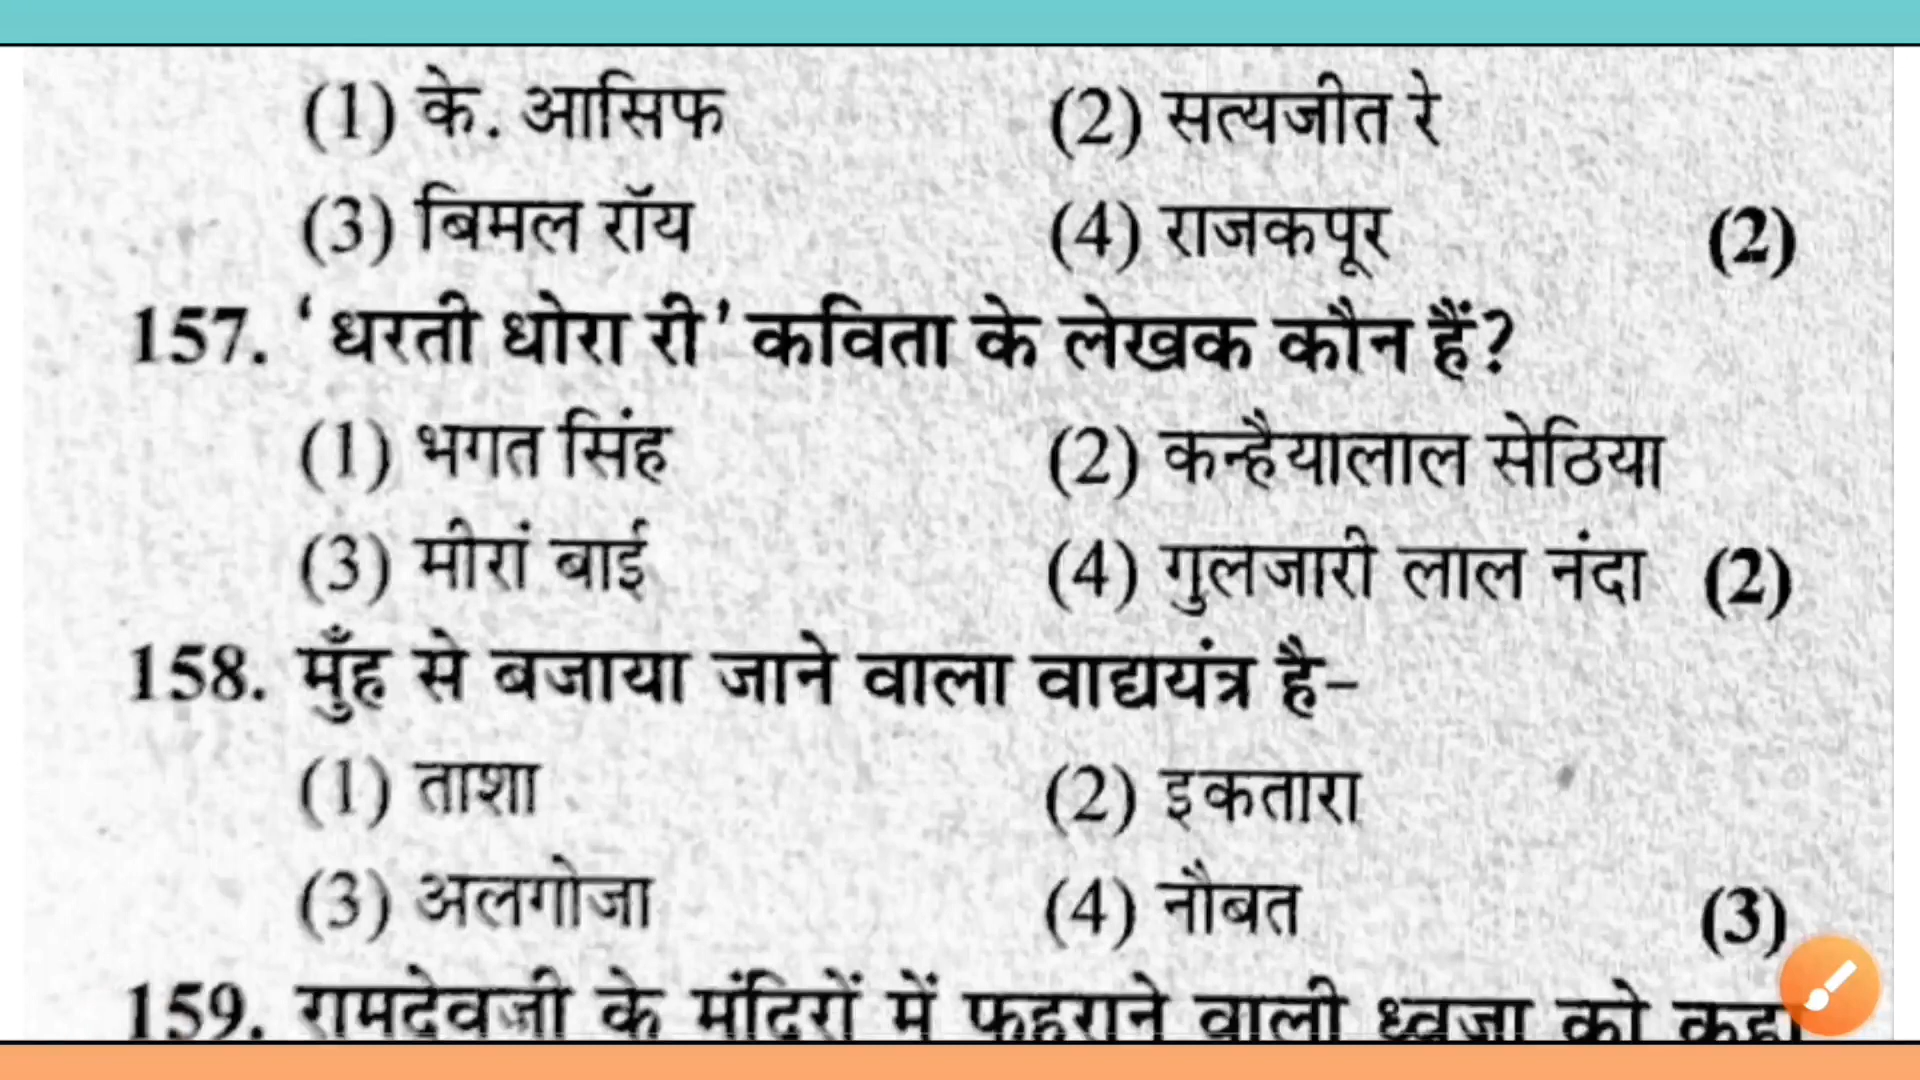 (1) के. आसिफ (2) सत्यजीत रे
(3) बिमल रॉय (4) राजकपूर (2)
157. 'धरती धोरा री' कविता के लेखक कौन हैं?
(1) भगत सिंह (2) कन्हैयालाल सेठिया
(3) मीरां बाई (4) गुलजारी लाल नंदा (2)
158. मुँह से बजाया जाने वाला वाद्ययंत्र है-
(1) ताशा (2) इकतारा
(3) अलगोजा (4) नौबत (3)
159. रामदेवजी के मंदिरों में फहराने वाली ध्वजा को कहा